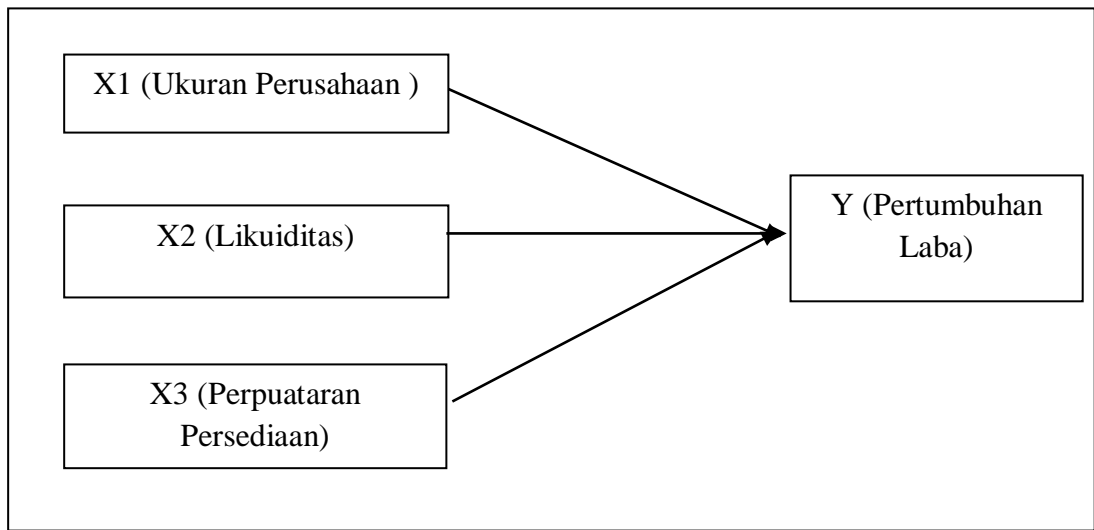 X1 (Ukuran Perusahaan )
X2 (Likuiditas)
X3 (Perpuataran
Persediaan)
Y (Pertumbuhan
Laba)